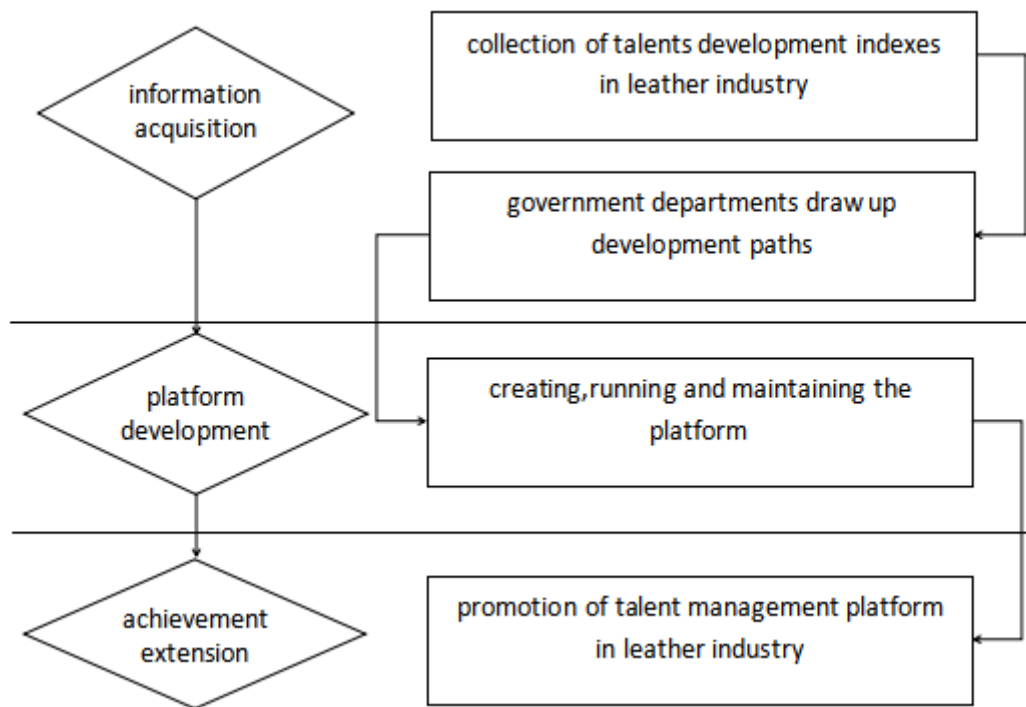 information
acquisition
collection of talents development indexes
in leather industry
government departments draw up
development paths
platform
development
creating,running and maintaining the
platform
achievement
extension
promotion of talent management platform
in leather industry